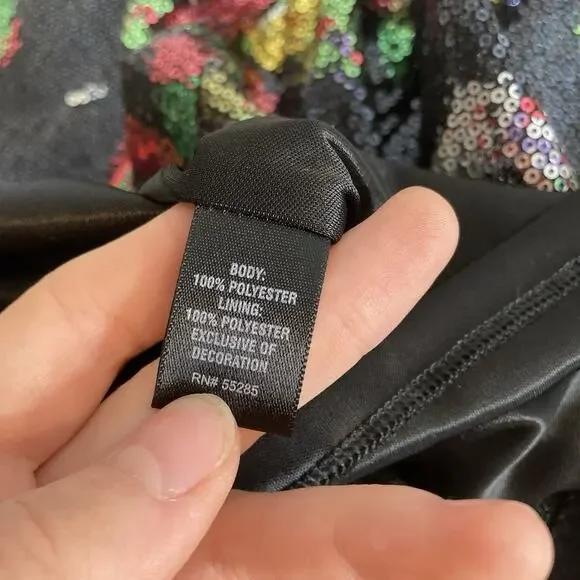 BODY:
100% POLYESTER
LINING:
100% POLYESTER
EXCLUSIVE OF
DECORATION
RN# 55285